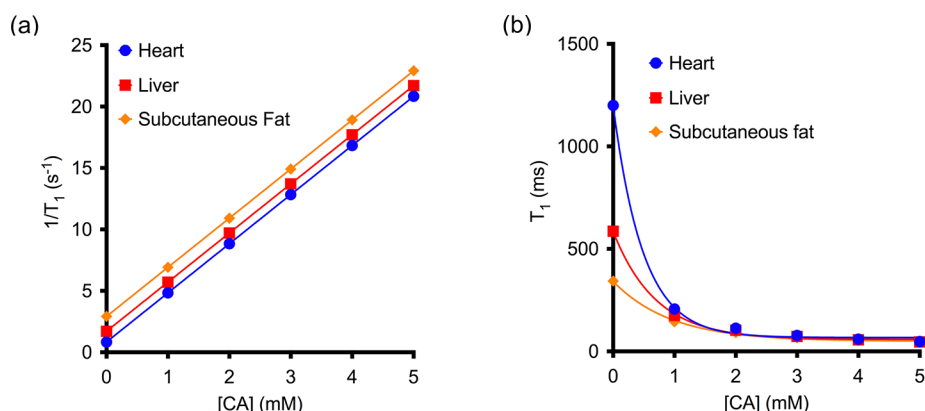 (a)
25
20
15
10
5
0
1/T₁ (s⁻¹)
Heart
Liver
Subcutaneous Fat
0 1 2 3 4 5
[CA] (mM)
(b)
1500
1000
500
0
T₁ (ms)
Heart
Liver
Subcutaneous fat
0 1 2 3 4 5
[CA] (mM)